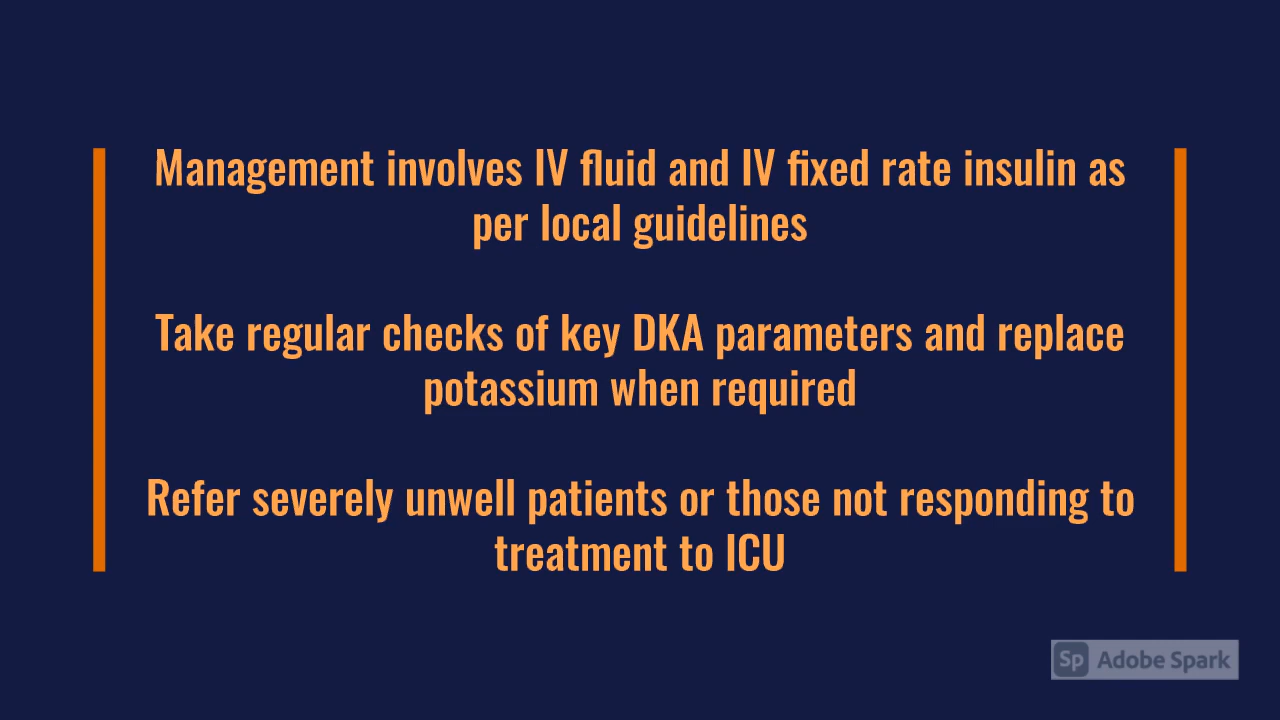 Management involves IV fluid and IV fixed rate insulin as
per local guidelines
Take regular checks of key DKA parameters and replace
potassium when required
Refer severely unwell patients or those not responding to
treatment to ICU
Sp Adobe Spark